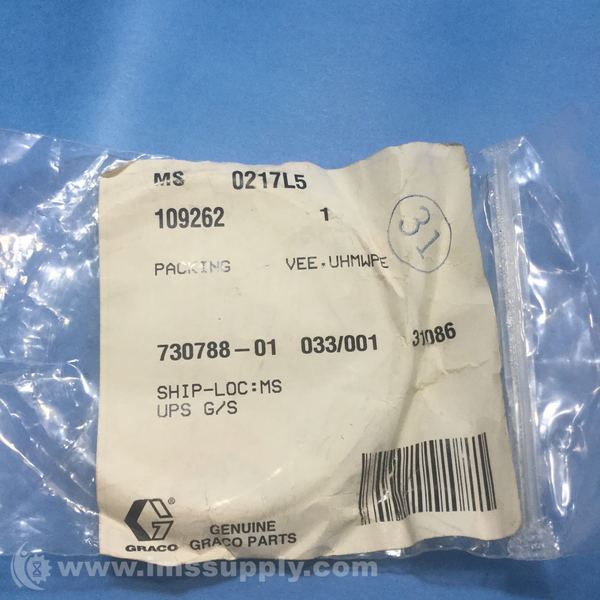 MS 0217L5
109262 1
31
PACKING VEE,UHMWPE
730788-01 033/001 31086
SHIP-LOC:MS
UPS G/S
GRACO ®
GENUINE
GRACO PARTS
www.imssupply.com